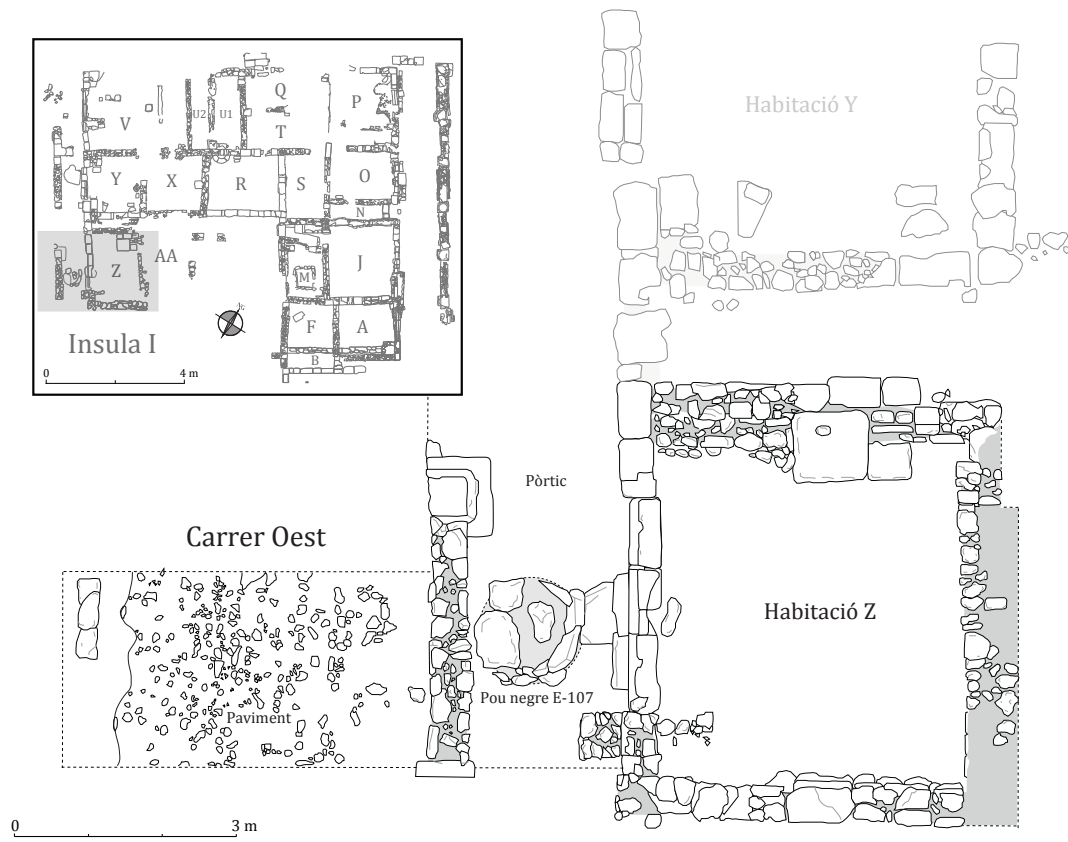 Habitació Y
Q
P
V
U2
U1
T
Y
X
R
S
O
N
Z
AA
M
J
F
A
B
Insula I
0
4 m
Pòrtic
Carrer Oest
Habitació Z
Pou negre E-107
Paviment
0
3 m